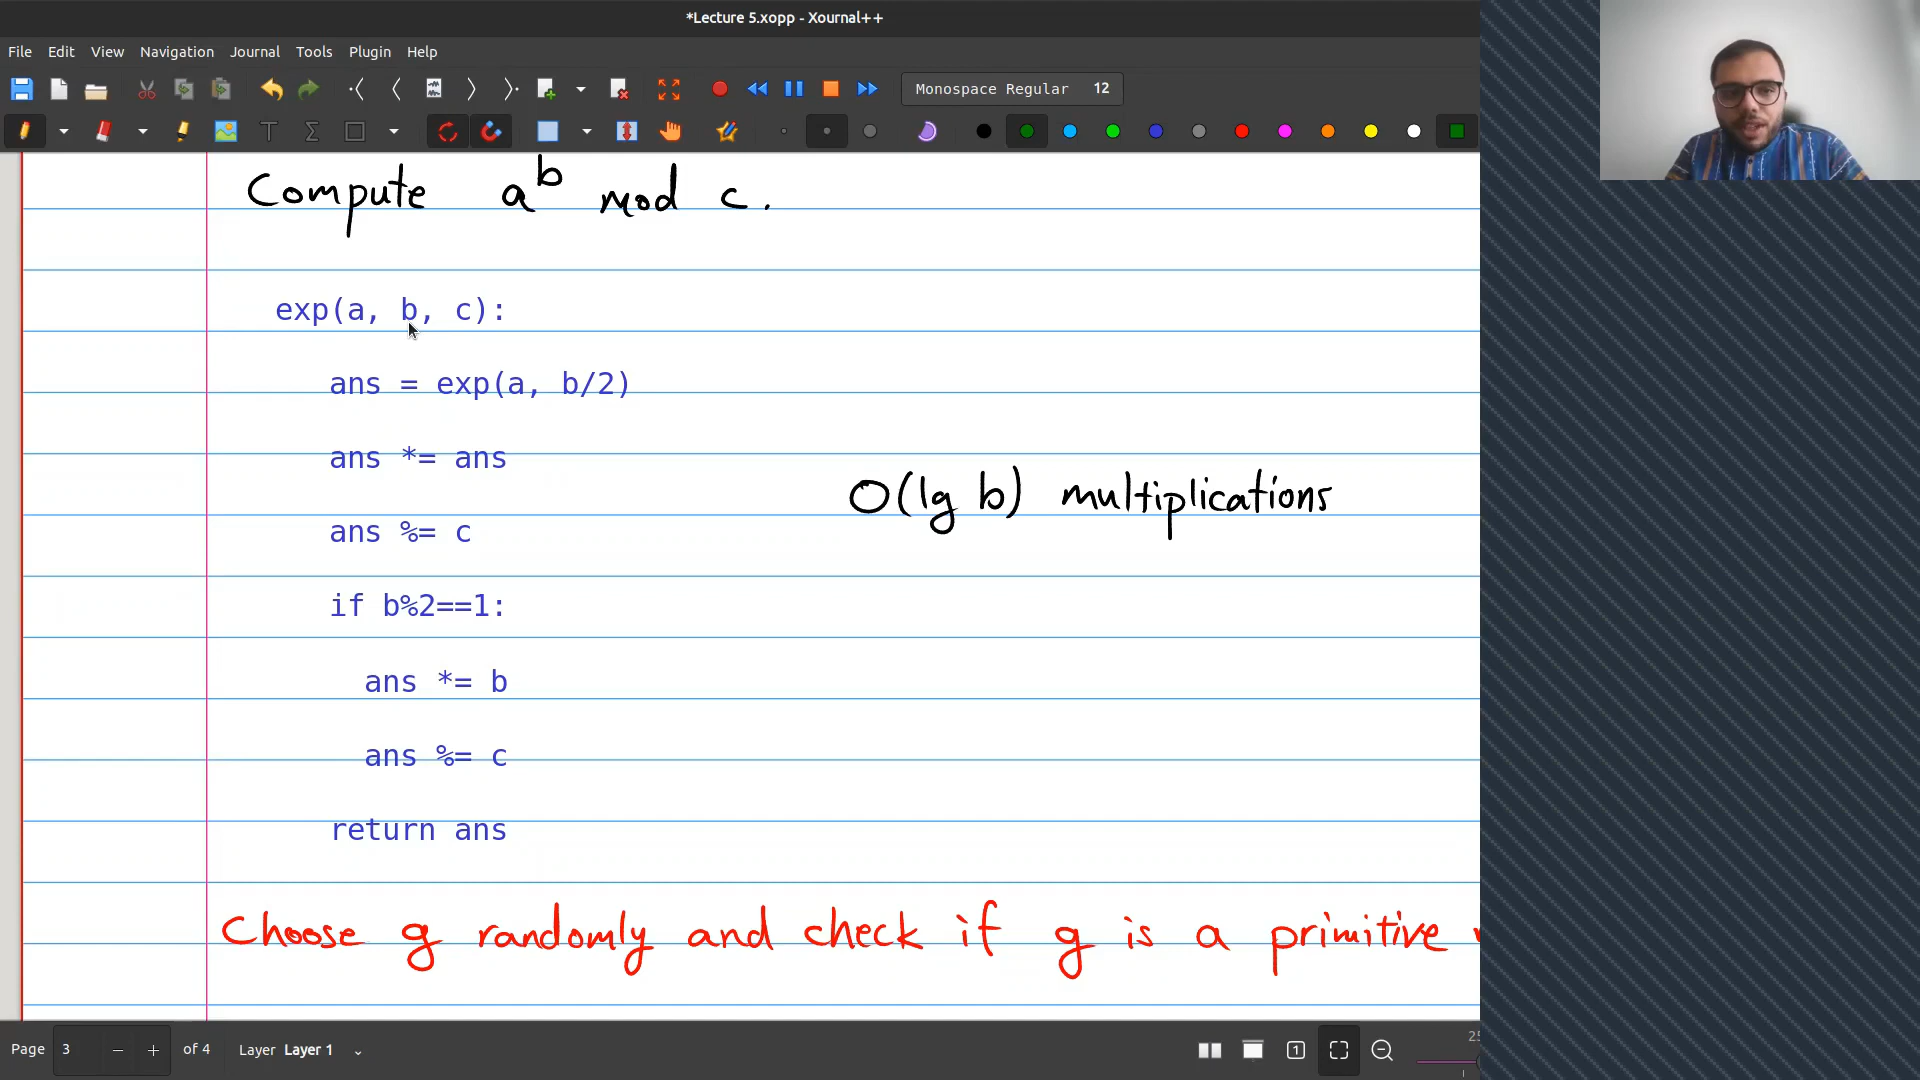 *Lecture 5.xopp - Xournal++
File Edit View Navigation Journal Tools Plugin Help
Monospace Regular 12
Compute a^b mod c.
exp(a, b, c):
ans = exp(a, b/2)
ans *= ans
O(lg b) multiplications
ans %= c
if b%2==1:
ans *= b
ans %= c
return ans
Choose g randomly and check if g is a primitive
Page 3 of 4 Layer Layer 1